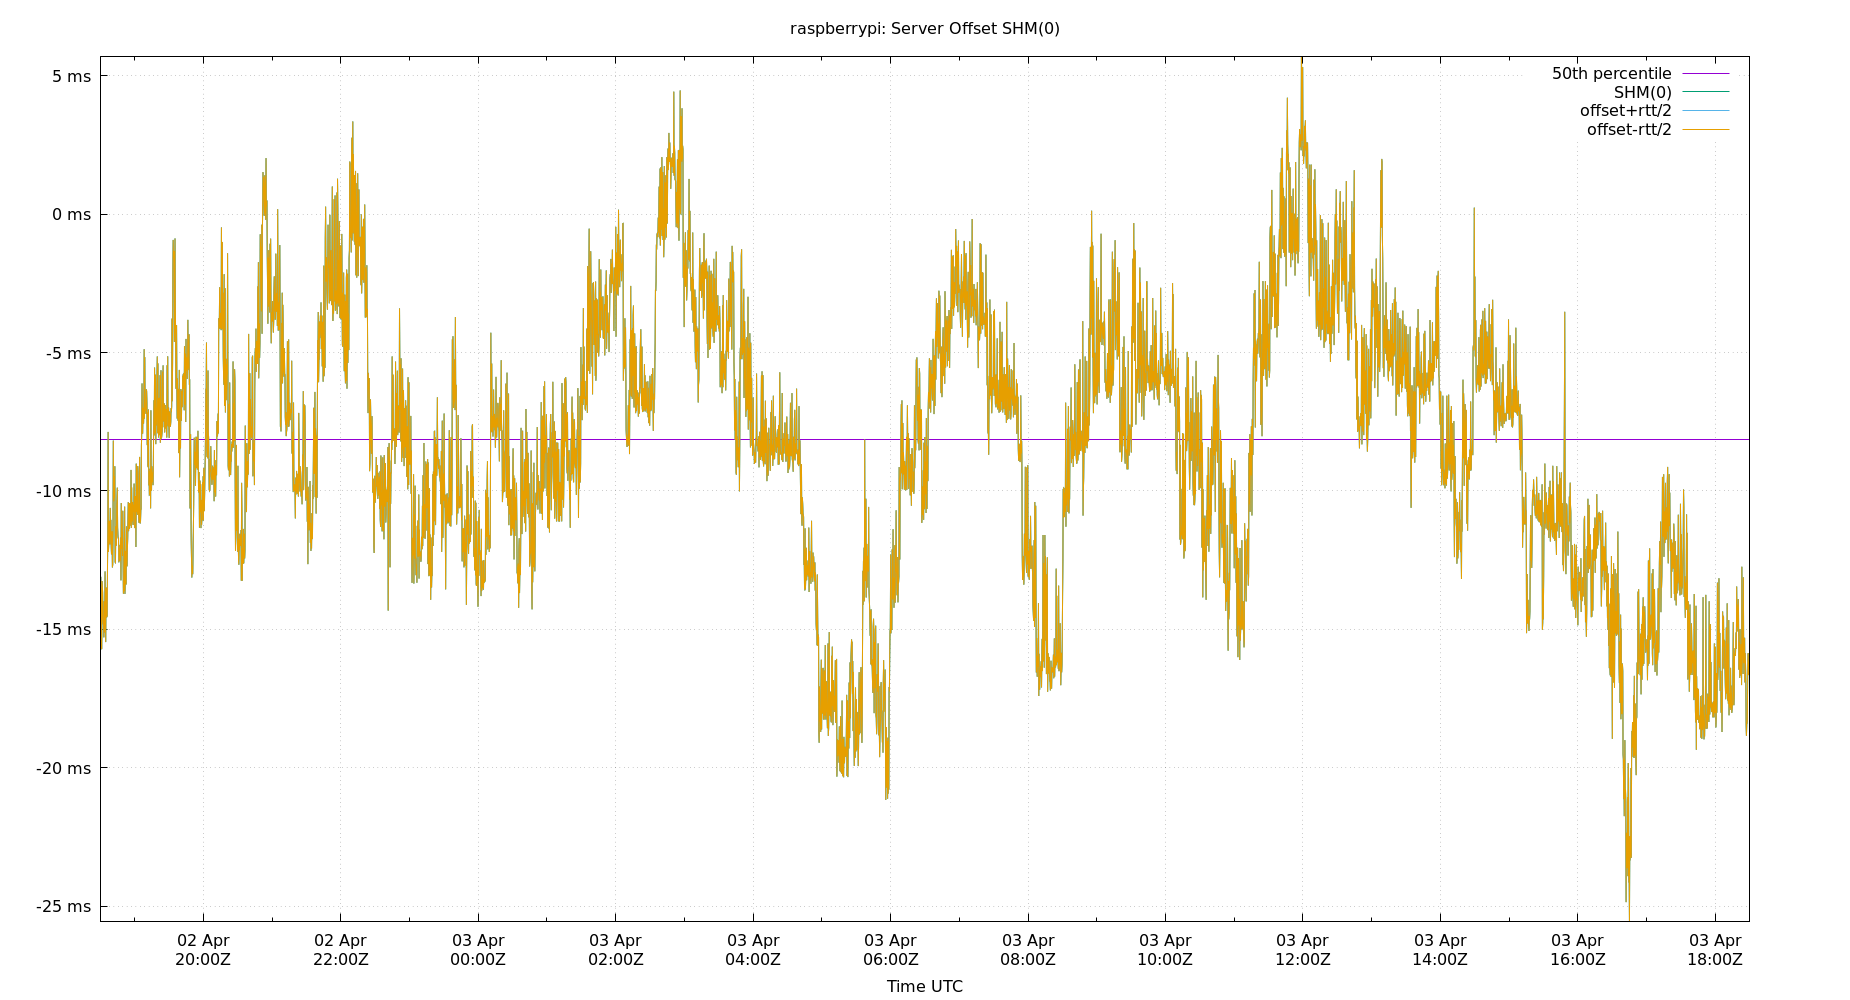 raspberrypi: Server Offset SHM(0)
50th percentile
SHM(0)
offset+rtt/2
offset-rtt/2
5 ms
0 ms
-5 ms
-10 ms
-15 ms
-20 ms
-25 ms
02 Apr 02 Apr 03 Apr 03 Apr 03 Apr 03 Apr 03 Apr 03 Apr 03 Apr 03 Apr 03 Apr 03 Apr
20:00Z 22:00Z 00:00Z 02:00Z 04:00Z 06:00Z 08:00Z 10:00Z 12:00Z 14:00Z 16:00Z 18:00Z
Time UTC